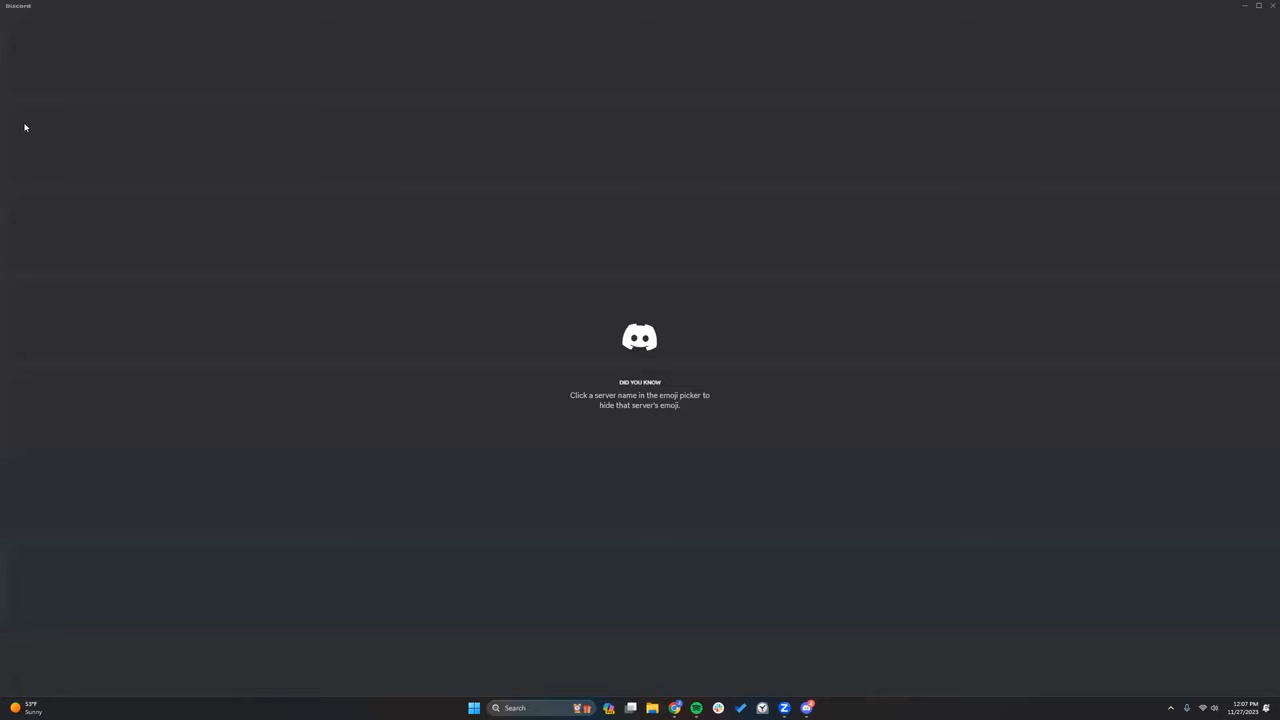 Discord
DID YOU KNOW
Click a server name in the emoji picker to
hide that server's emoji.
53°F
Sunny
Search
12:07 PM
11/27/2023